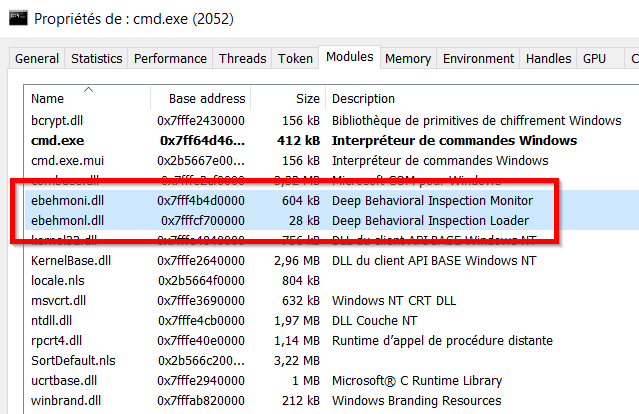 Propriétés de : cmd.exe (2052)
General Statistics Performance Threads Token Modules Memory Environment Handles GPU C
Name Base address Size Description
bcrypt.dll 0x7fffe2430000 156 kB Bibliothèque de primitives de chiffrement Windows
cmd.exe 0x7ff64d46... 412 kB Interpréteur de commandes Windows
cmd.exe.mui 0x2b5667e00... 156 kB Interpréteur de commandes Windows
combase.dll 3,32 MB Microsoft COM pour Windows
ebehmoni.dll 0x7fff4b4d0000 604 kB Deep Behavioral Inspection Monitor
ebehmonl.dll 0x7fffcf700000 28 kB Deep Behavioral Inspection Loader
kernel32.dll 0x7fffe4040000 756 kB DLL du client API BASE Windows NT
KernelBase.dll 0x7fffe2640000 2,96 MB DLL du client API BASE Windows NT
locale.nls 0x2b5664f0000 804 kB
msvcrt.dll 0x7fffe3690000 632 kB Windows NT CRT DLL
ntdll.dll 0x7fffe4cb0000 1,97 MB DLL Couche NT
rpcrt4.dll 0x7fffe40e0000 1,14 MB Runtime d’appel de procédure distante
SortDefault.nls 0x2b566c200... 3,22 MB
ucrtbase.dll 0x7fffe2940000 1 MB Microsoft® C Runtime Library
winbrand.dll 0x7fffab820000 212 kB Windows Branding Resources